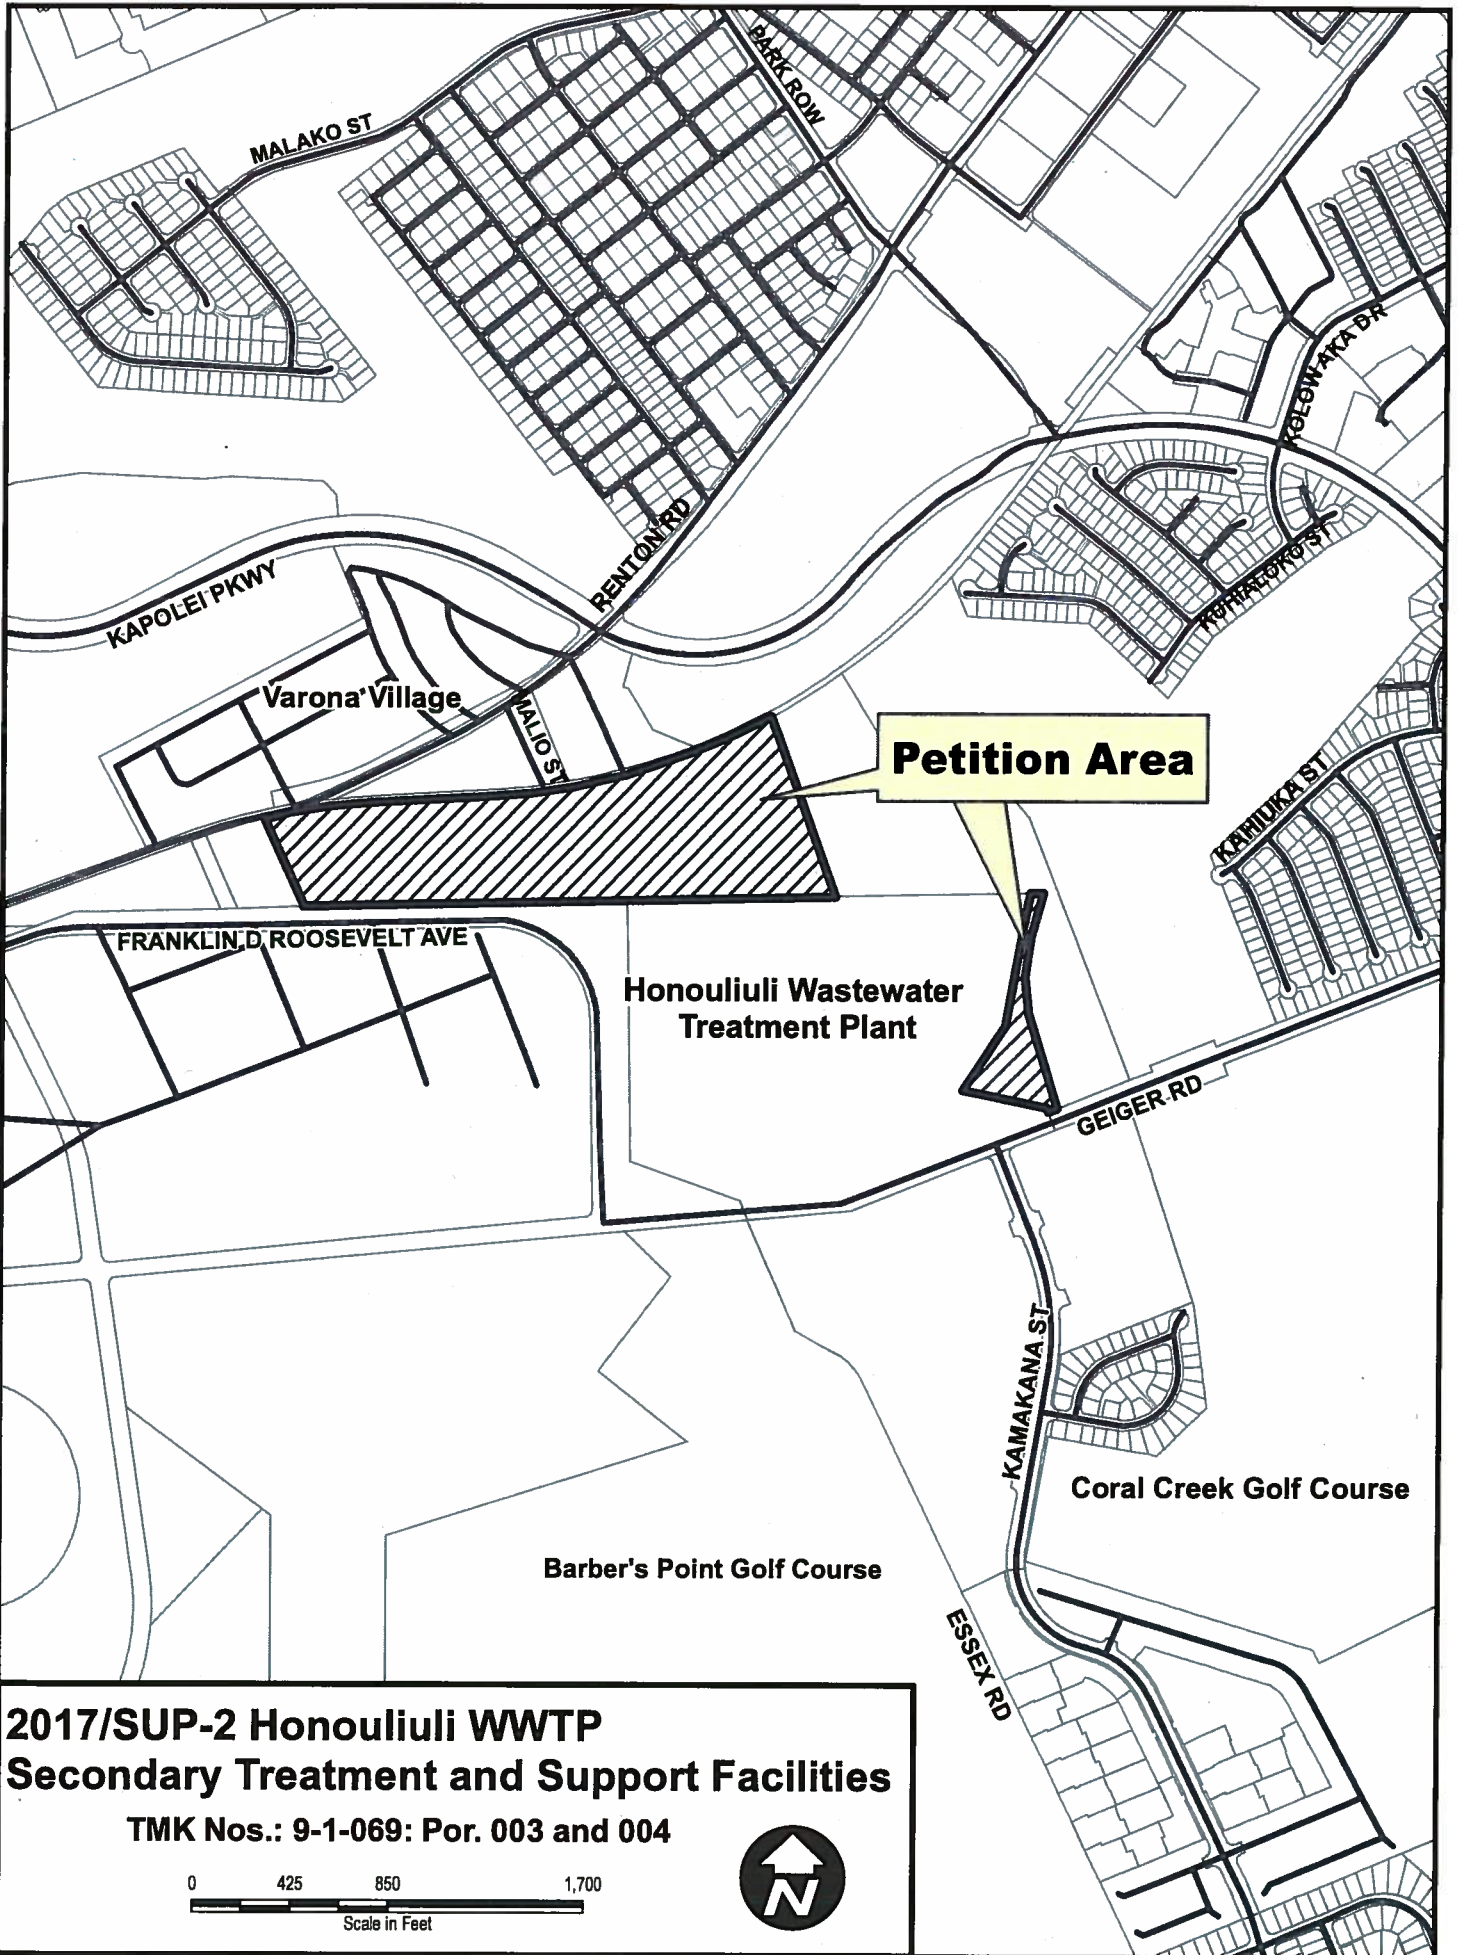 PARK ROW
MALAKO ST
KOLOWAKA DR
RENTON RD
KUHIALOKO ST
KAPOLEI PKWY
Varona Village
MALIO ST
Petition Area
KAHIUKA ST
FRANKLIN D ROOSEVELT AVE
Honouliuli Wastewater
Treatment Plant
GEIGER RD
KAMAKANA ST
Coral Creek Golf Course
Barber's Point Golf Course
ESSEX RD
2017/SUP-2 Honouliuli WWTP
Secondary Treatment and Support Facilities
TMK Nos.: 9-1-069: Por. 003 and 004
0 425 850 1,700
Scale in Feet
N